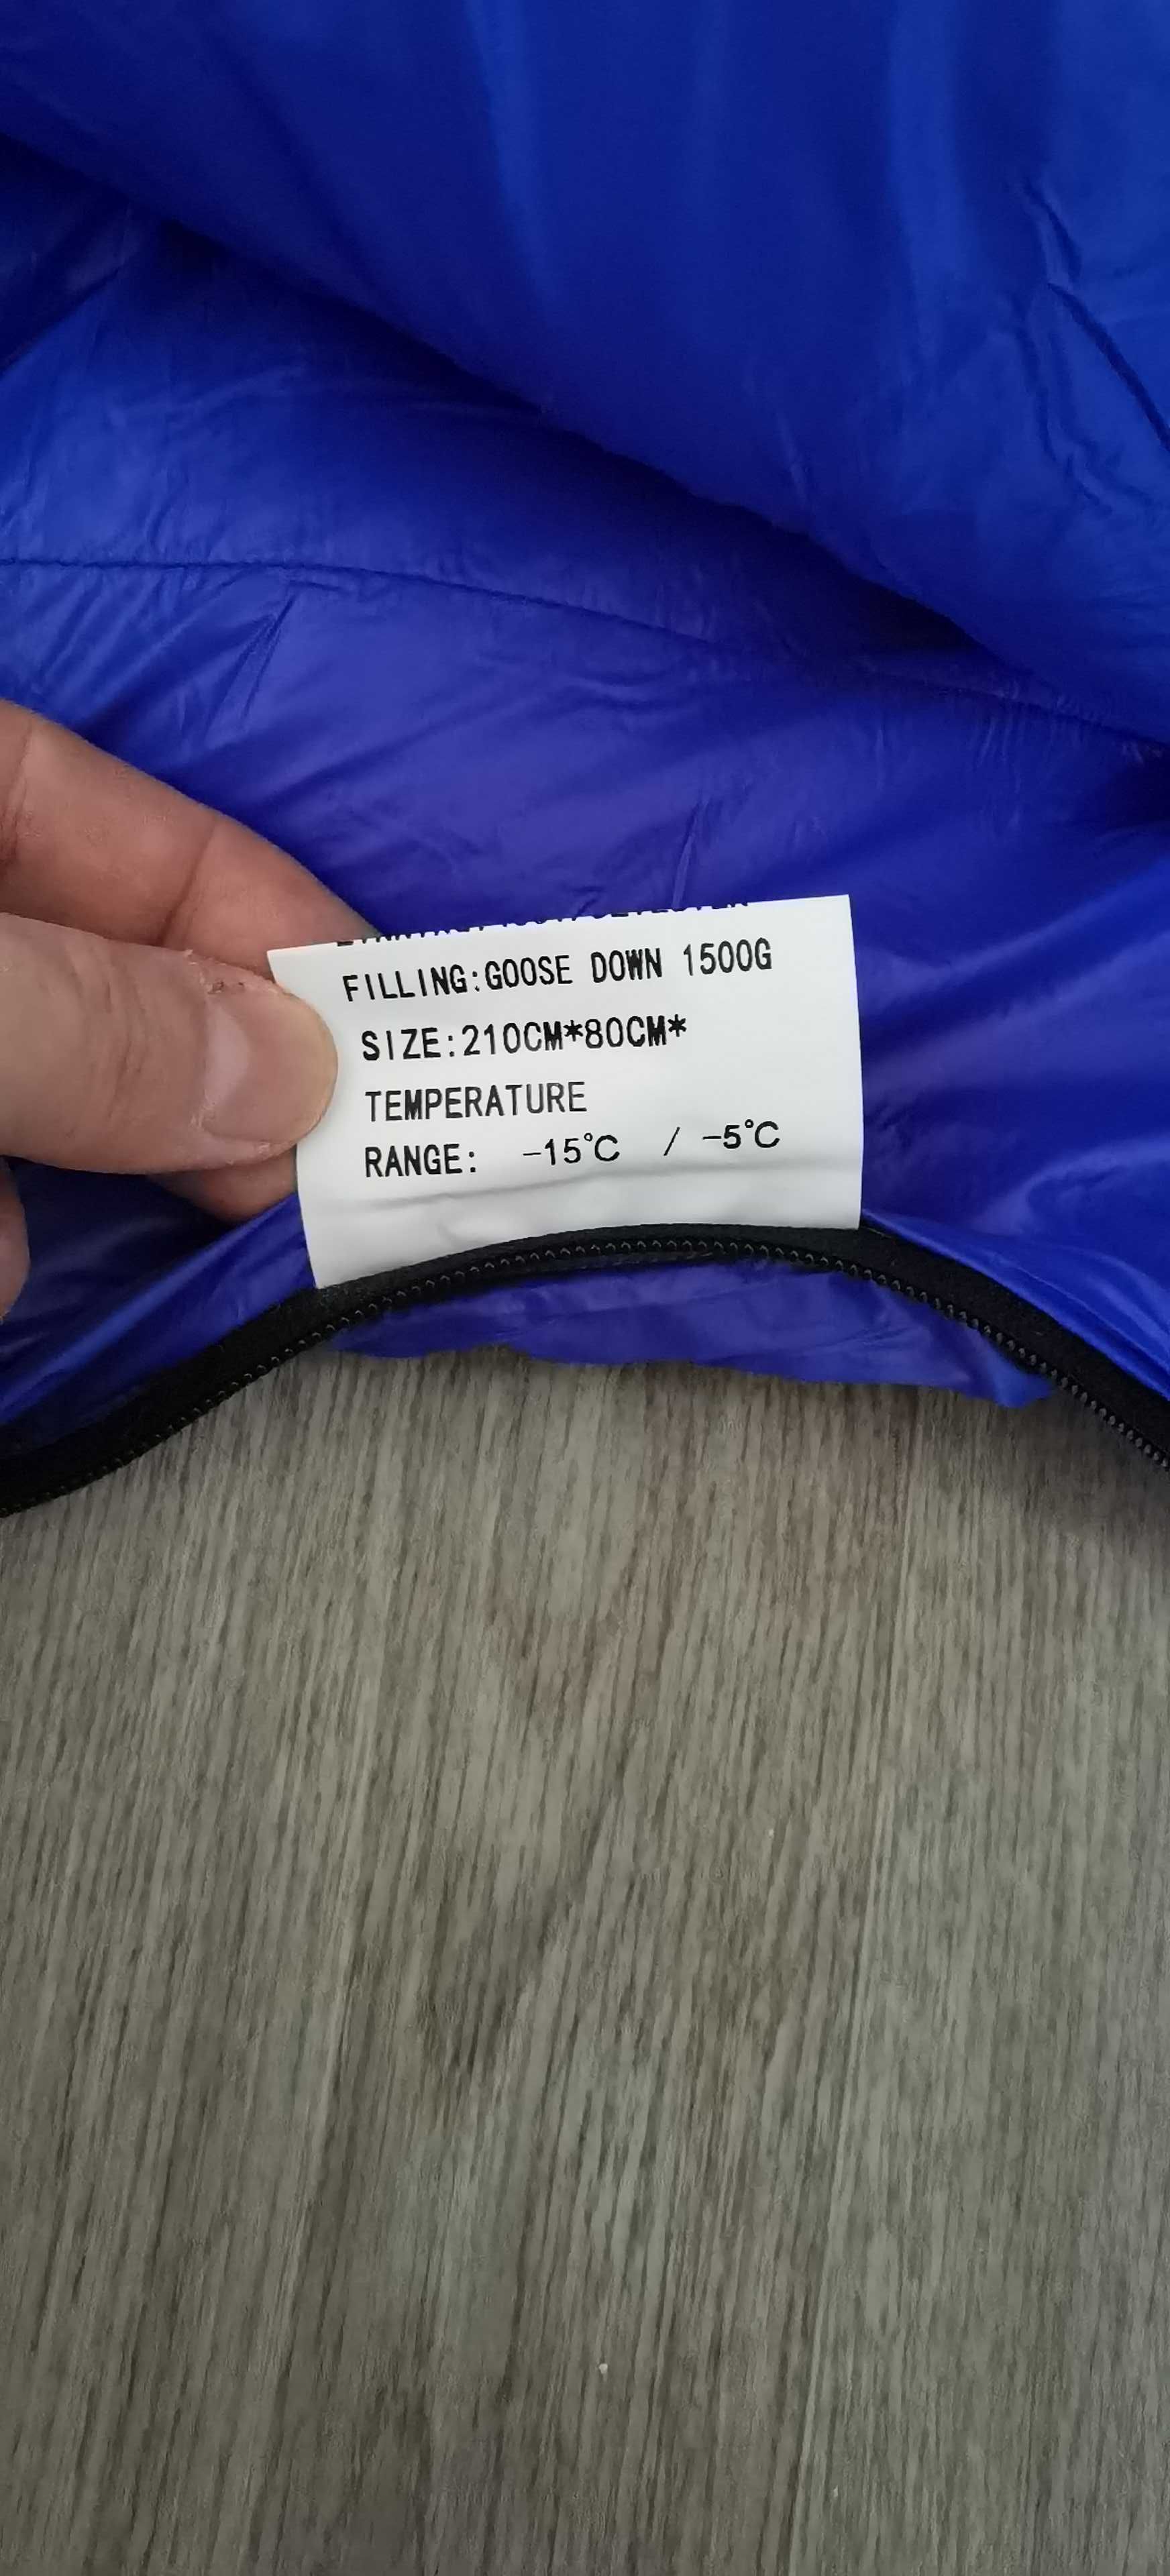 FILLING:GOOSE DOWN 1500G
SIZE:210CM*80CM*
TEMPERATURE
RANGE: -15℃ / -5℃